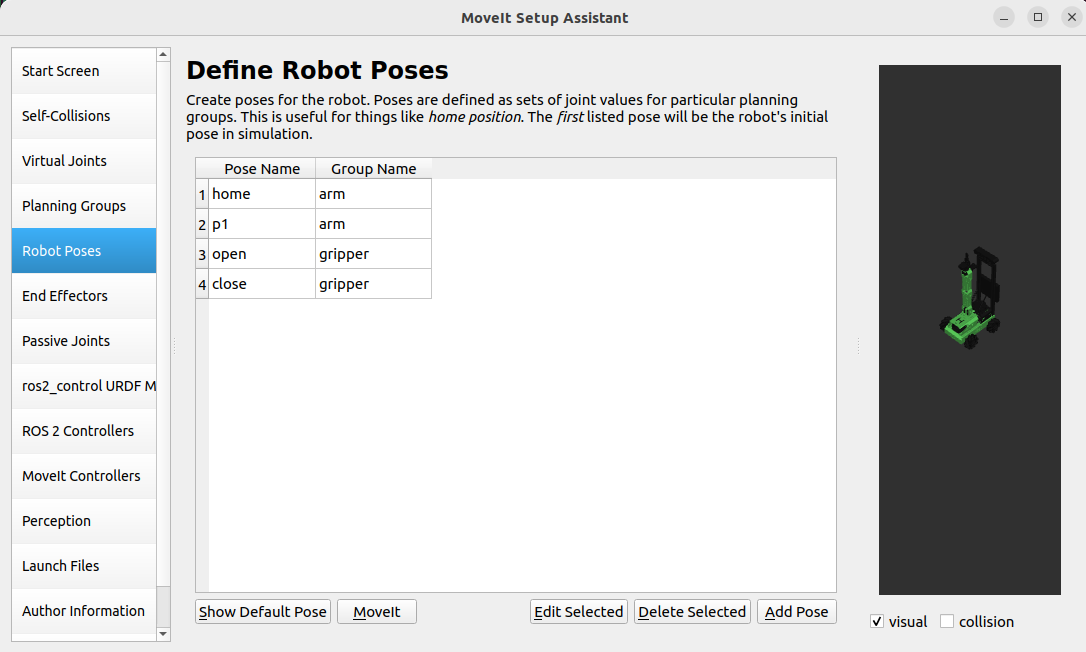 MoveIt Setup Assistant
Start Screen
Self-Collisions
Virtual Joints
Planning Groups
Robot Poses
End Effectors
Passive Joints
ros2_control URDF M
ROS 2 Controllers
MoveIt Controllers
Perception
Launch Files
Author Information
Define Robot Poses
Create poses for the robot. Poses are defined as sets of joint values for particular planning
groups. This is useful for things like home position. The first listed pose will be the robot's initial
pose in simulation.
Pose Name Group Name
1 home arm
2 p1 arm
3 open gripper
4 close gripper
Show Default Pose MoveIt Edit Selected Delete Selected Add Pose
visual collision